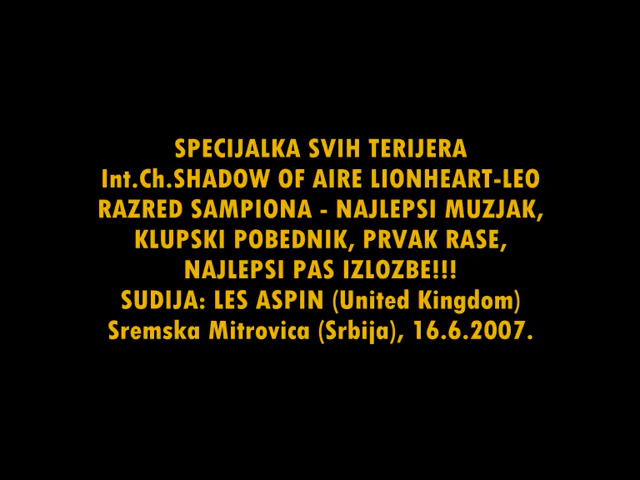 SPECIJALKA SVIH TERIJERA
Int.Ch.SHADOW OF AIRE LIONHEART-LEO
RAZRED SAMPIONA - NAJLEPSI MUZJAK,
KLUPSKI POBEDNIK, PRVAK RASE,
NAJLEPSI PAS IZLOZBE!!!
SUDIJA: LES ASPIN (United Kingdom)
Sremska Mitrovica (Srbija), 16.6.2007.